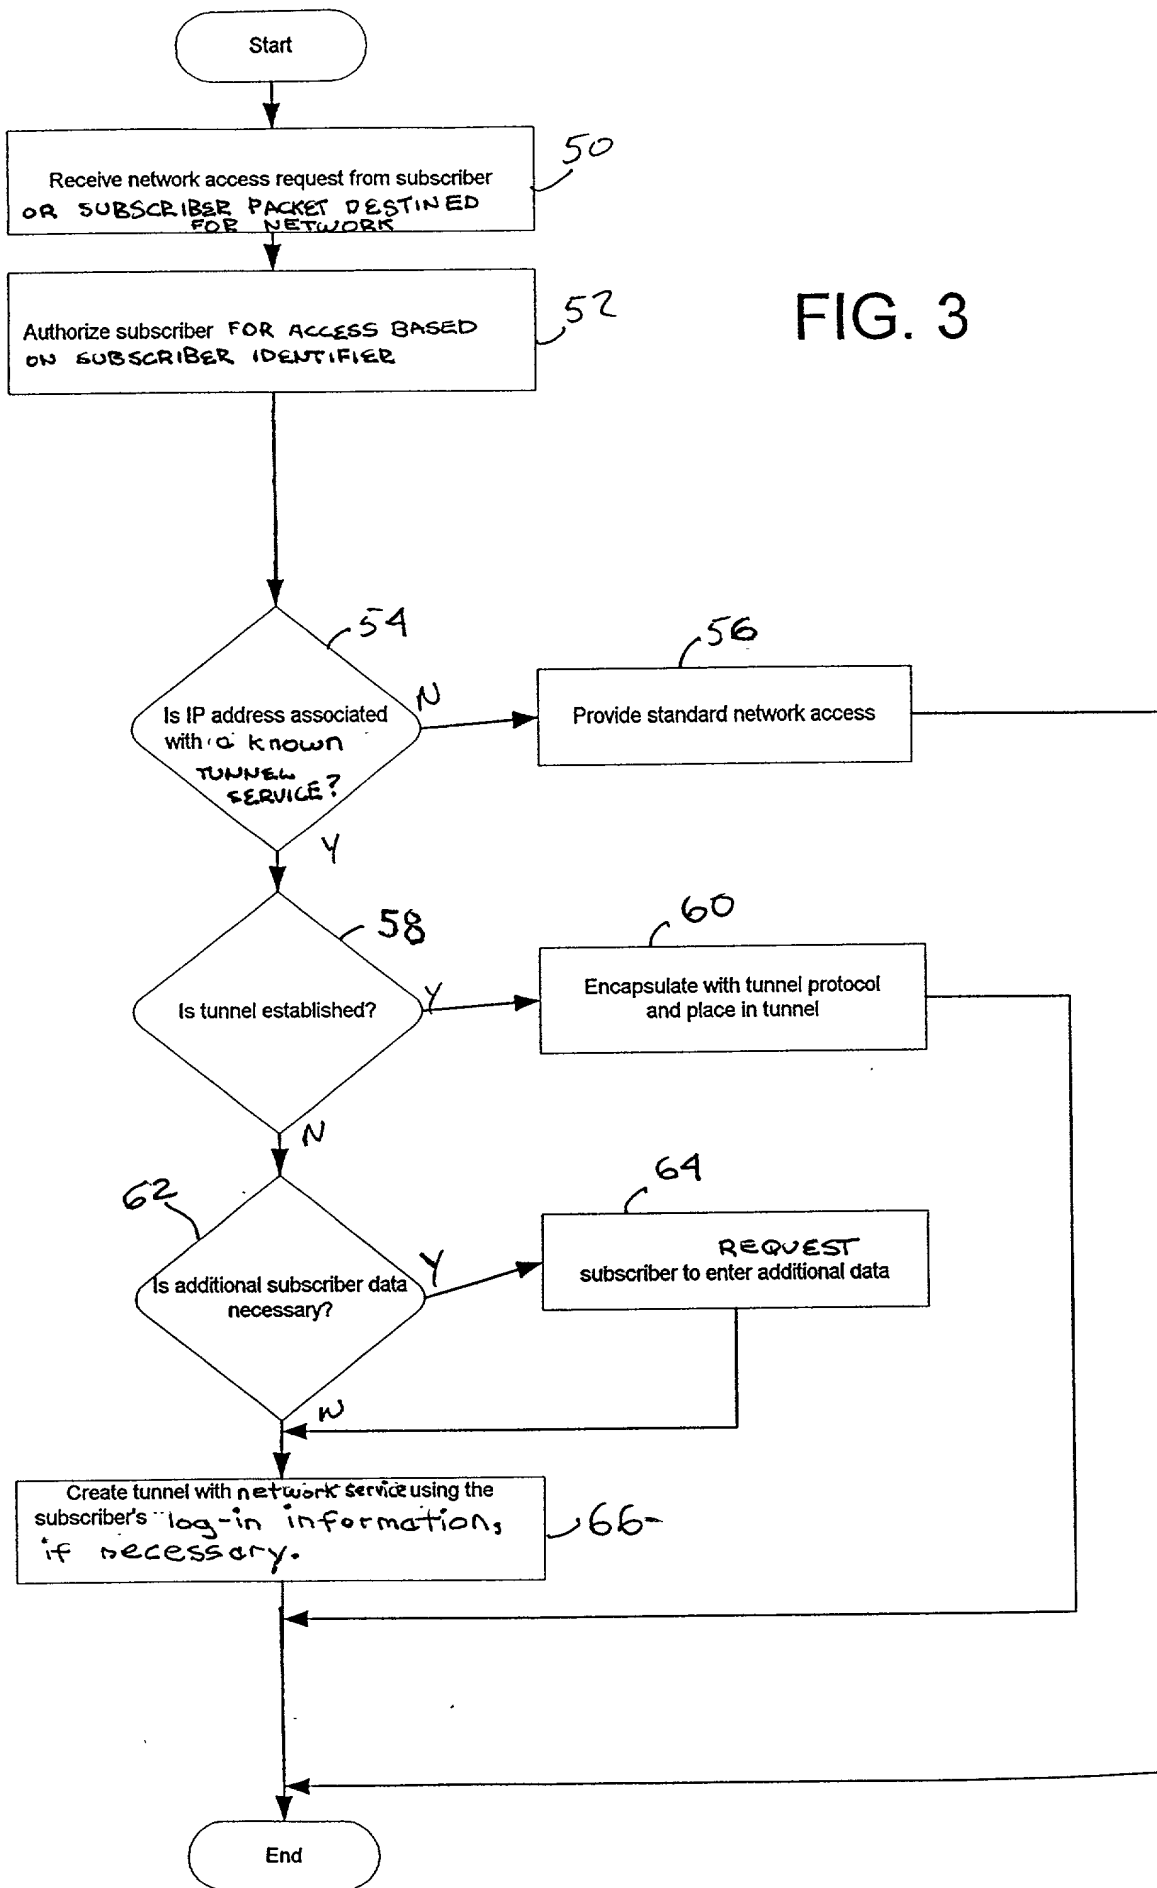 Start
Receive network access request from subscriber
OR SUBSCRIBER PACKET DESTINED
FOR NETWORK
50
Authorize subscriber FOR ACCESS BASED
ON SUBSCRIBER IDENTIFIER
52
FIG. 3
54
Is IP address associated
with a known
TUNNEL
SERVICE?
N
56
Provide standard network access
Y
58
Is tunnel established?
Y
60
Encapsulate with tunnel protocol
and place in tunnel
N
62
Is additional subscriber data
necessary?
Y
64
REQUEST
subscriber to enter additional data
N
Create tunnel with network service using the
subscriber's log-in information,
if necessary.
66
End